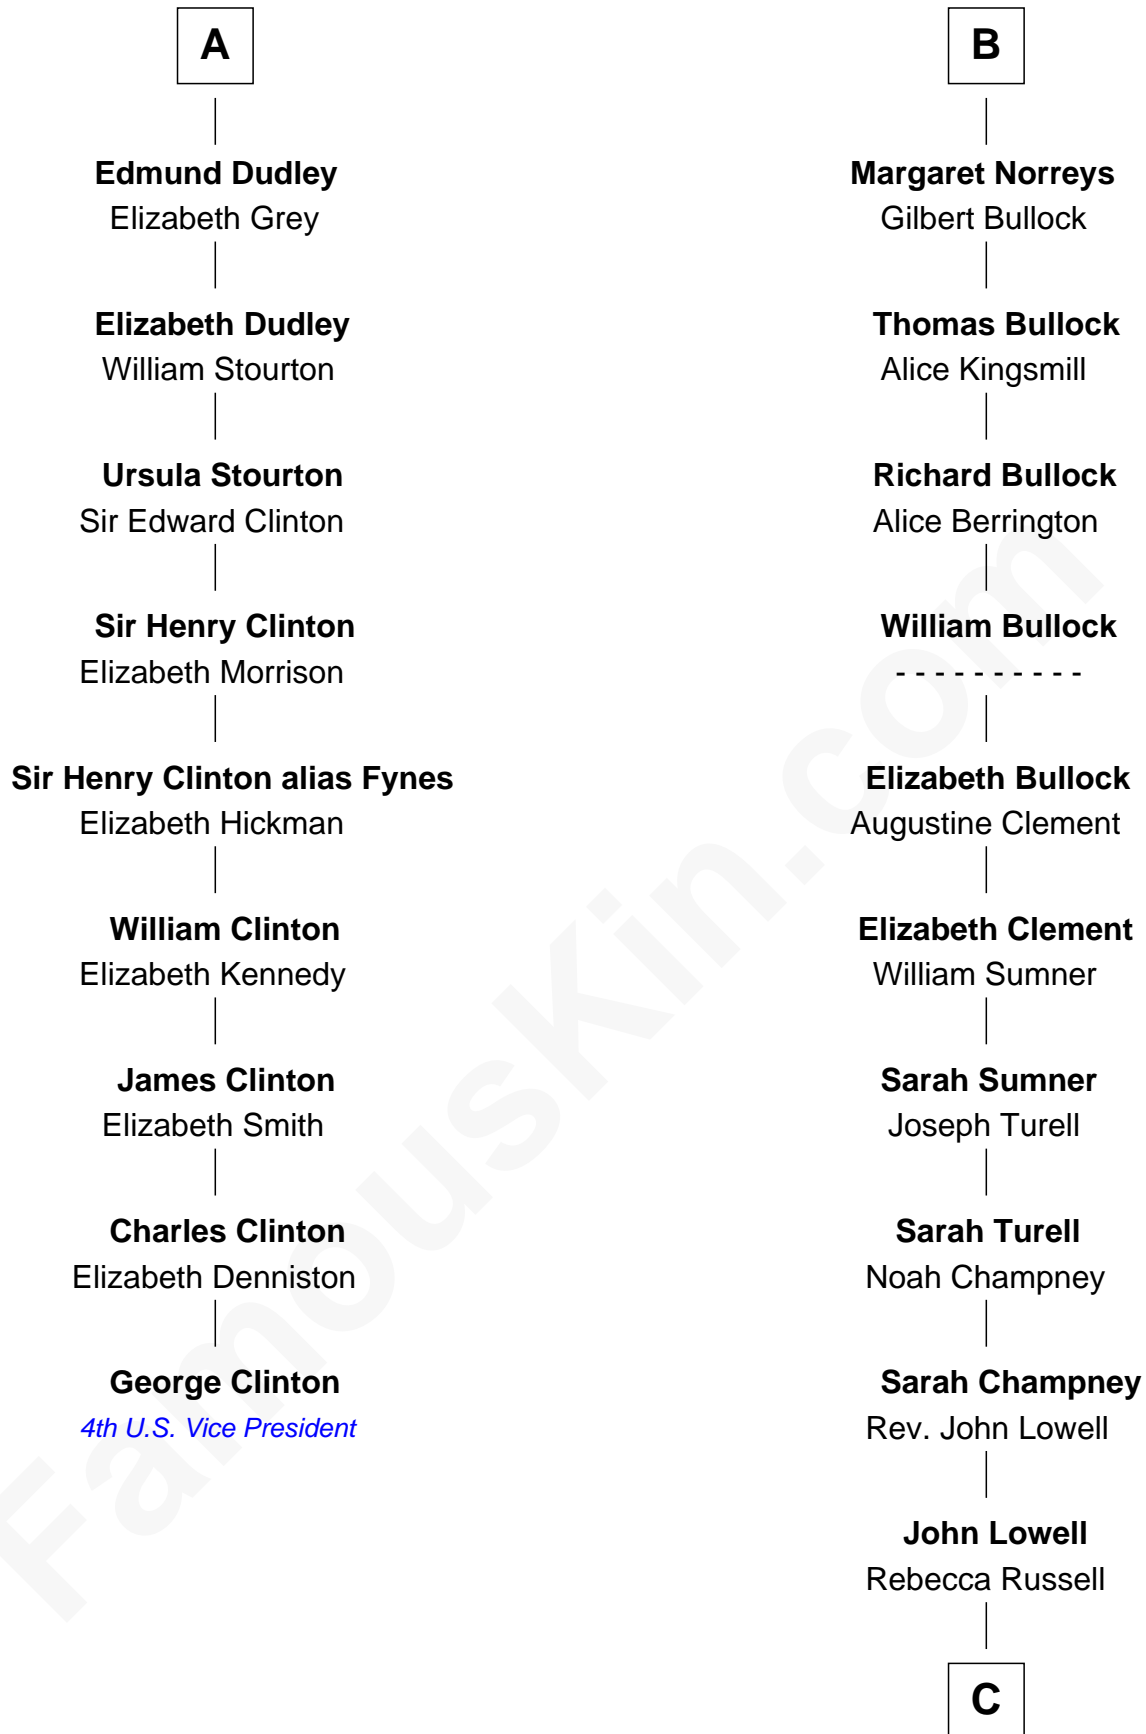 A
Edmund Dudley
Elizabeth Grey
Elizabeth Dudley
William Stourton
Ursula Stourton
Sir Edward Clinton
Sir Henry Clinton
Elizabeth Morrison
Sir Henry Clinton alias Fynes
Elizabeth Hickman
William Clinton
Elizabeth Kennedy
James Clinton
Elizabeth Smith
Charles Clinton
Elizabeth Denniston
George Clinton
4th U.S. Vice President
B
Margaret Norreys
Gilbert Bullock
Thomas Bullock
Alice Kingsmill
Richard Bullock
Alice Berrington
William Bullock
- - - - - - - - - -
Elizabeth Bullock
Augustine Clement
Elizabeth Clement
William Sumner
Sarah Sumner
Joseph Turell
Sarah Turell
Noah Champney
Sarah Champney
Rev. John Lowell
John Lowell
Rebecca Russell
C
FamousKin.com